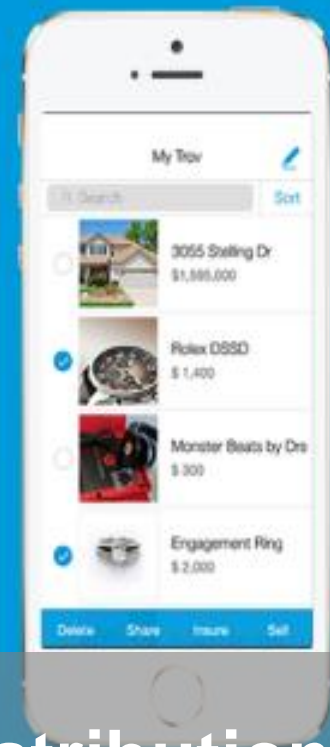 My Trov
Search
Sort
3055 Stelling Dr
$1,595,000
Rolex DSSD
$ 1,400
Monster Beats by Dre
$ 300
Engagement Ring
$ 2,000
Delete Share Insure Sell